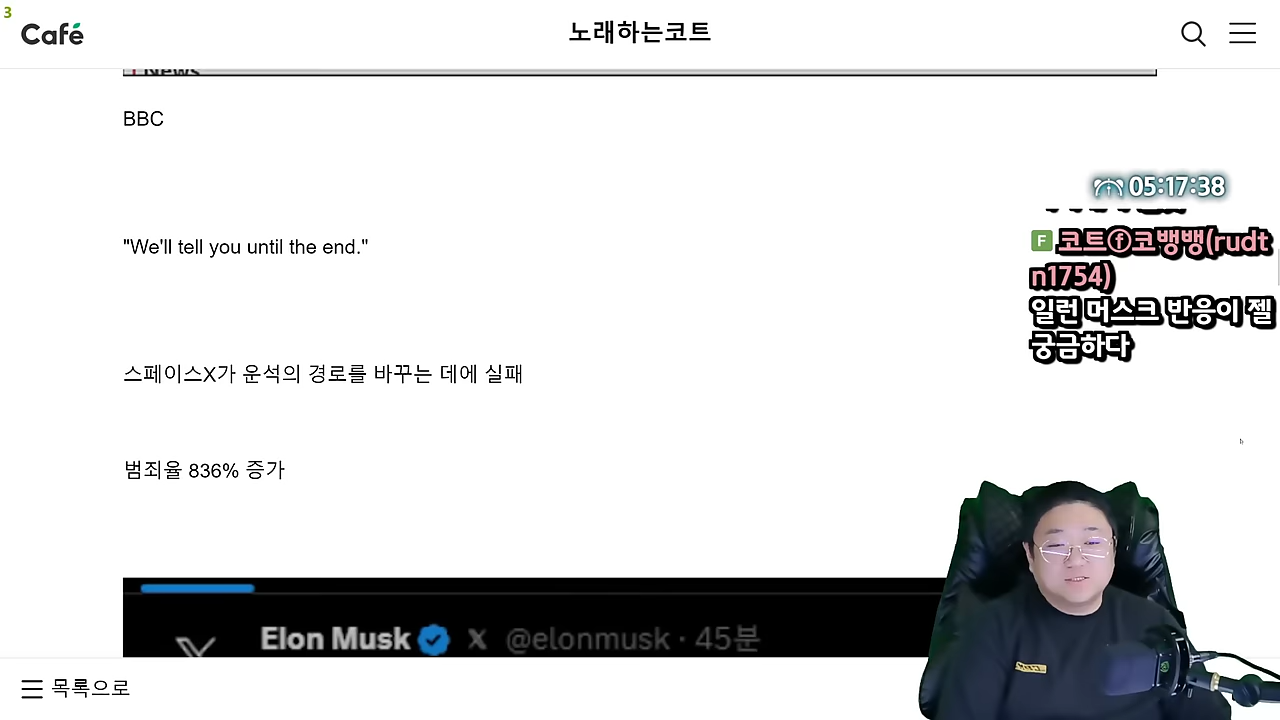 3
Café
노래하는코트
News
BBC
05:17:38
"We'll tell you until the end."
F 코트ⓕ코뱅뱅(rudt
n1754)
일런 머스크 반응이 젤
궁금하다
스페이스X가 운석의 경로를 바꾸는 데에 실패
범죄율 836% 증가
Elon Musk X @elonmusk · 45분
목록으로